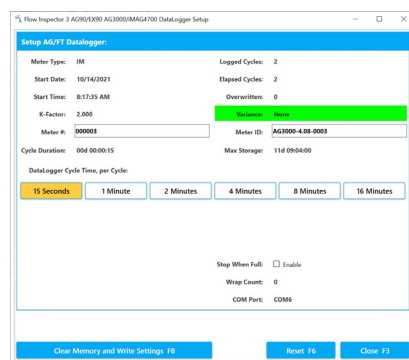 Flow Inspector 3 AG90/EX90 AG3000/iMAG4700 DataLogger Setup
Setup AG/FT Datalogger:
Meter Type: IM Logged Cycles: 2
Start Date: 10/14/2021 Elapsed Cycles: 2
Start Time: 8:17:35 AM Overwritten: 0
K-Factor: 2.000 Variance: None
Meter #: 000003 Meter ID: AG3000-4.08-0003
Cycle Duration: 00d 00:00:15 Max Storage: 11d 09:04:00
DataLogger Cycle Time, per Cycle:
15 Seconds 1 Minute 2 Minutes 4 Minutes 8 Minutes 16 Minutes
Stop When Full: Enable
Wrap Count: 0
COM Port: COM6
Clear Memory and Write Settings F8 Reset F6 Close F3